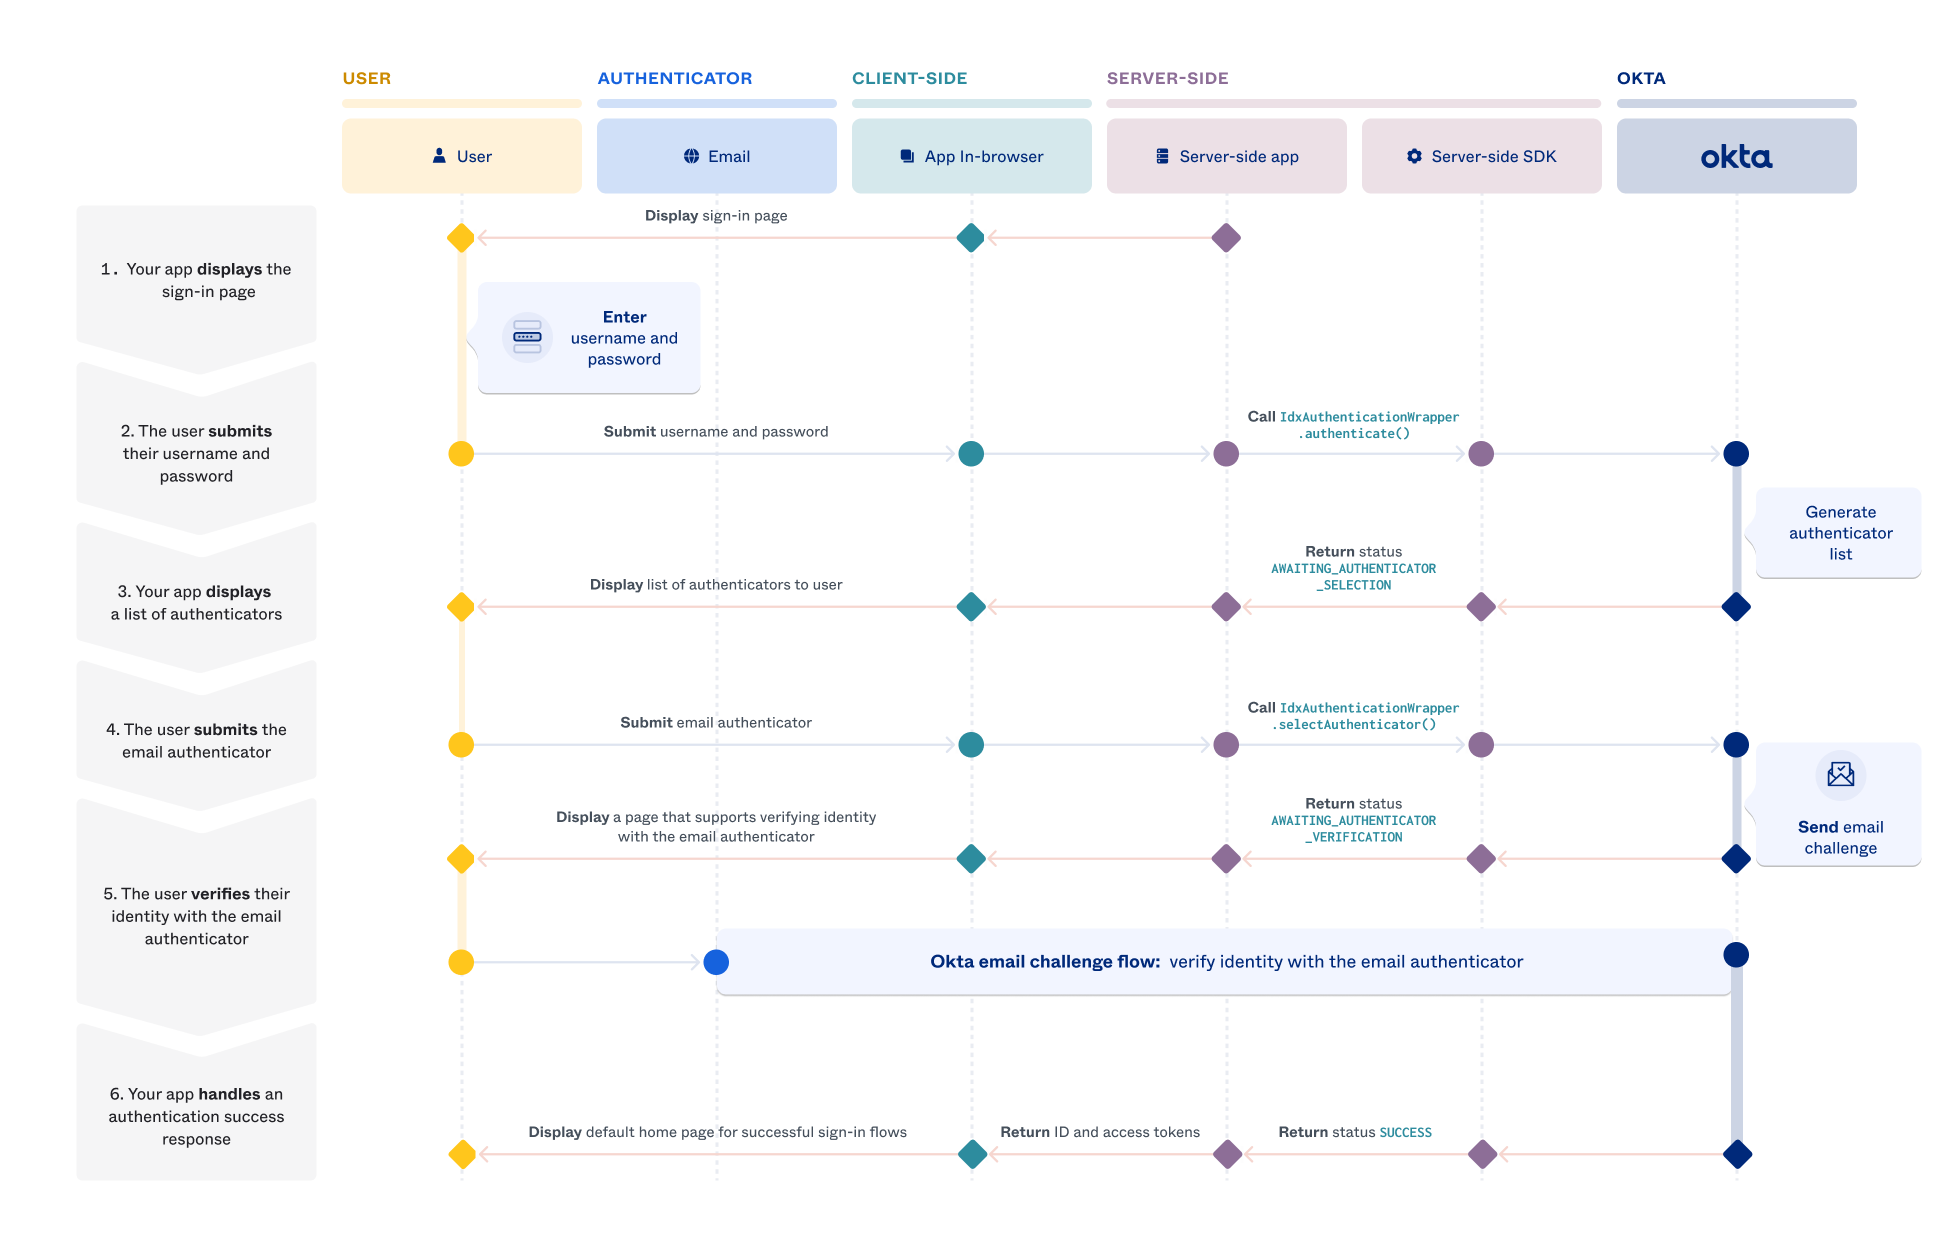 USER
AUTHENTICATOR
CLIENT-SIDE
SERVER-SIDE
OKTA
User
Email
App In-browser
Server-side app
Server-side SDK
okta
1. Your app displays the
sign-in page
Display sign-in page
Enter
username and
password
2. The user submits
their username and
password
Submit username and password
Call IdxAuthenticationWrapper
.authenticate()
Generate
authenticator
list
3. Your app displays
a list of authenticators
Display list of authenticators to user
Return status
AWAITING_AUTHENTICATOR
_SELECTION
4. The user submits the
email authenticator
Submit email authenticator
Call IdxAuthenticationWrapper
.selectAuthenticator()
Send email
challenge
5. The user verifies their
identity with the email
authenticator
Display a page that supports verifying identity
with the email authenticator
Return status
AWAITING_AUTHENTICATOR
_VERIFICATION
Okta email challenge flow: verify identity with the email authenticator
6. Your app handles an
authentication success
response
Display default home page for successful sign-in flows
Return ID and access tokens
Return status SUCCESS